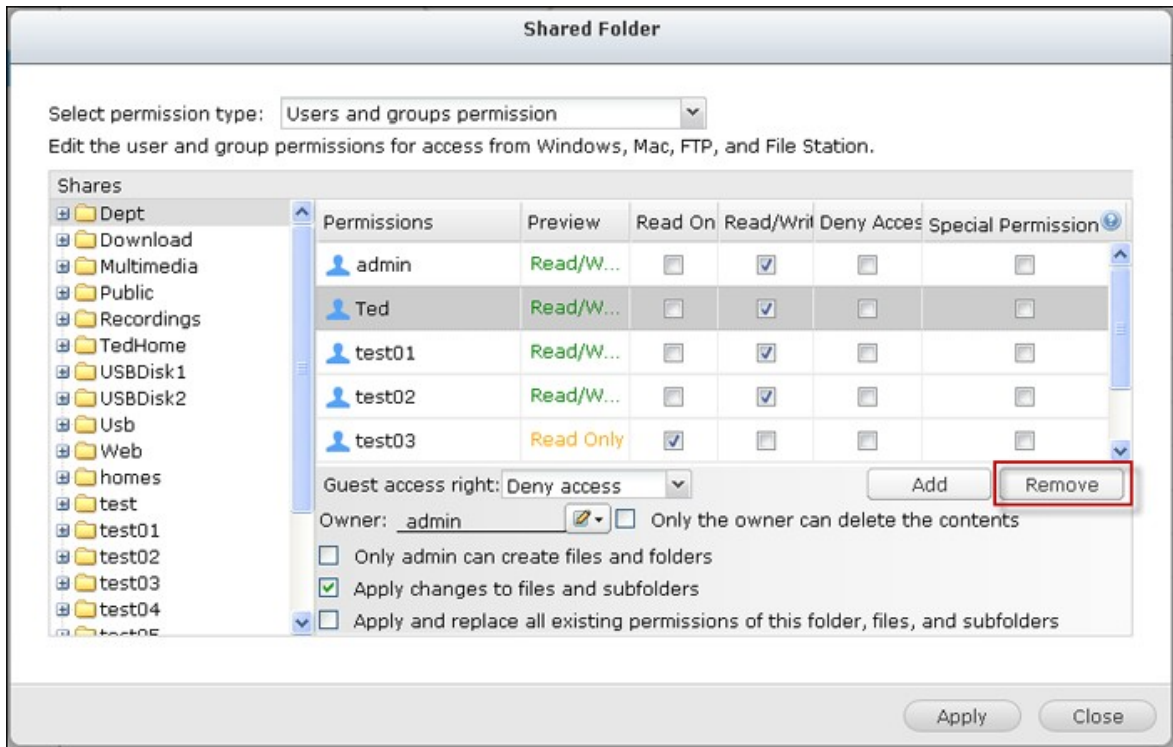 Shared Folder
Select permission type: Users and groups permission
Edit the user and group permissions for access from Windows, Mac, FTP, and File Station.
Shares
Dept
Download
Multimedia
Public
Recordings
TedHome
USBDisk1
USBDisk2
Usb
Web
homes
test
test01
test02
test03
test04
test05
Permissions Preview Read On Read/Writ Deny Acces Special Permission
admin Read/W...
Ted Read/W...
test01 Read/W...
test02 Read/W...
test03 Read Only
Guest access right: Deny access Add Remove
Owner: admin Only the owner can delete the contents
Only admin can create files and folders
Apply changes to files and subfolders
Apply and replace all existing permissions of this folder, files, and subfolders
Apply Close